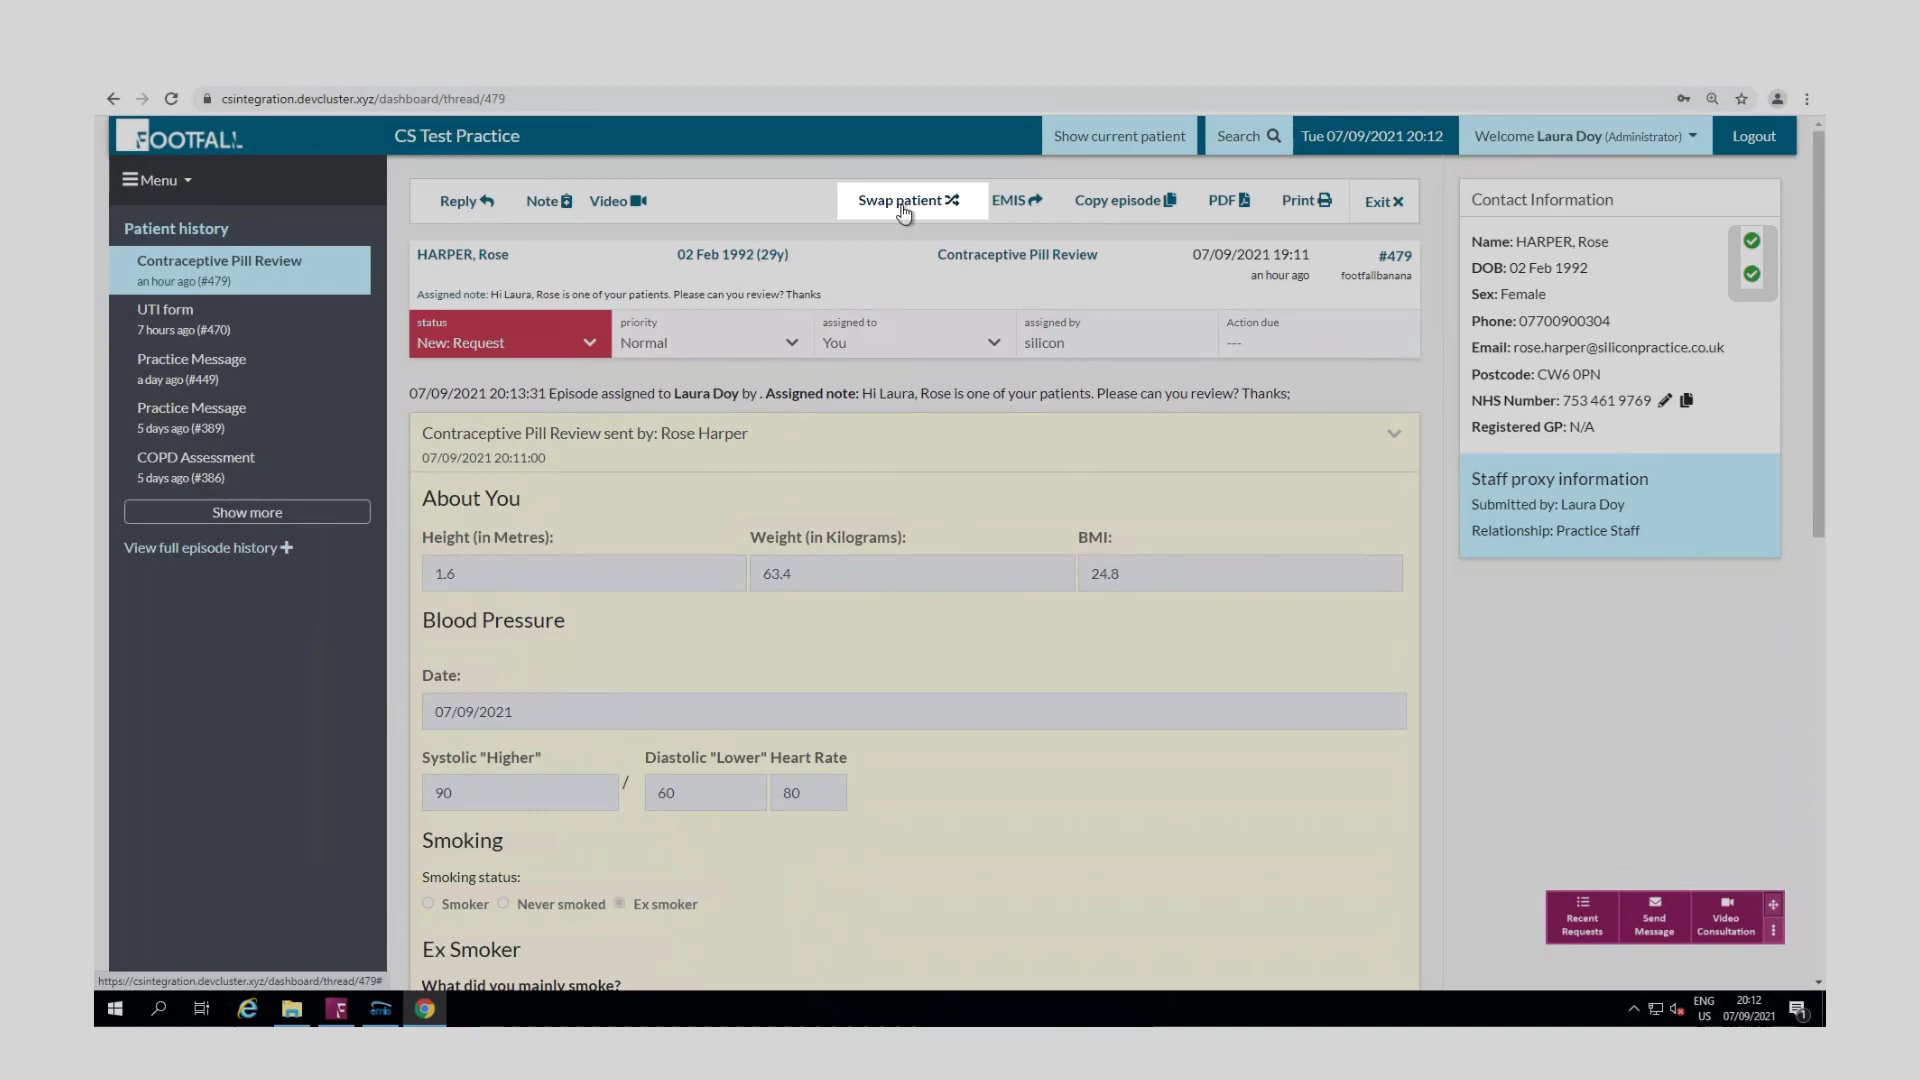 csintegration.devcluster.xyz/dashboard/thread/479
FOOTFALL
CS Test Practice
Show current patient
Search
Tue 07/09/2021 20:12
Welcome Laura Doy (Administrator)
Logout
Menu
Patient history
Contraceptive Pill Review
an hour ago (#479)
UTI form
7 hours ago (#470)
Practice Message
a day ago (#449)
Practice Message
5 days ago (#389)
COPD Assessment
5 days ago (#386)
Show more
View full episode history
Reply
Note
Video
Swap patient
EMIS
Copy episode
PDF
Print
Exit
HARPER, Rose
02 Feb 1992 (29y)
Contraceptive Pill Review
07/09/2021 19:11
an hour ago
#479
footfallbanana
Assigned note: Hi Laura, Rose is one of your patients. Please can you review? Thanks
status
New: Request
priority
Normal
assigned to
You
assigned by
silicon
Action due
---
07/09/2021 20:13:31 Episode assigned to Laura Doy by . Assigned note: Hi Laura, Rose is one of your patients. Please can you review? Thanks;
Contraceptive Pill Review sent by: Rose Harper
07/09/2021 20:11:00
About You
Height (in Metres):
Weight (in Kilograms):
BMI:
1.6
63.4
24.8
Blood Pressure
Date:
07/09/2021
Systolic "Higher"
Diastolic "Lower"
Heart Rate
90
/
60
80
Smoking
Smoking status:
Smoker
Never smoked
Ex smoker
Ex Smoker
What did you mainly smoke?
Contact Information
Name: HARPER, Rose
DOB: 02 Feb 1992
Sex: Female
Phone: 07700900304
Email: rose.harper@siliconpractice.co.uk
Postcode: CW6 0PN
NHS Number: 753 461 9769
Registered GP: N/A
Staff proxy information
Submitted by: Laura Doy
Relationship: Practice Staff
Recent Requests
Send Message
Video Consultation
https://csintegration.devcluster.xyz/dashboard/thread/479#
ENG
US
20:12
07/09/2021
1